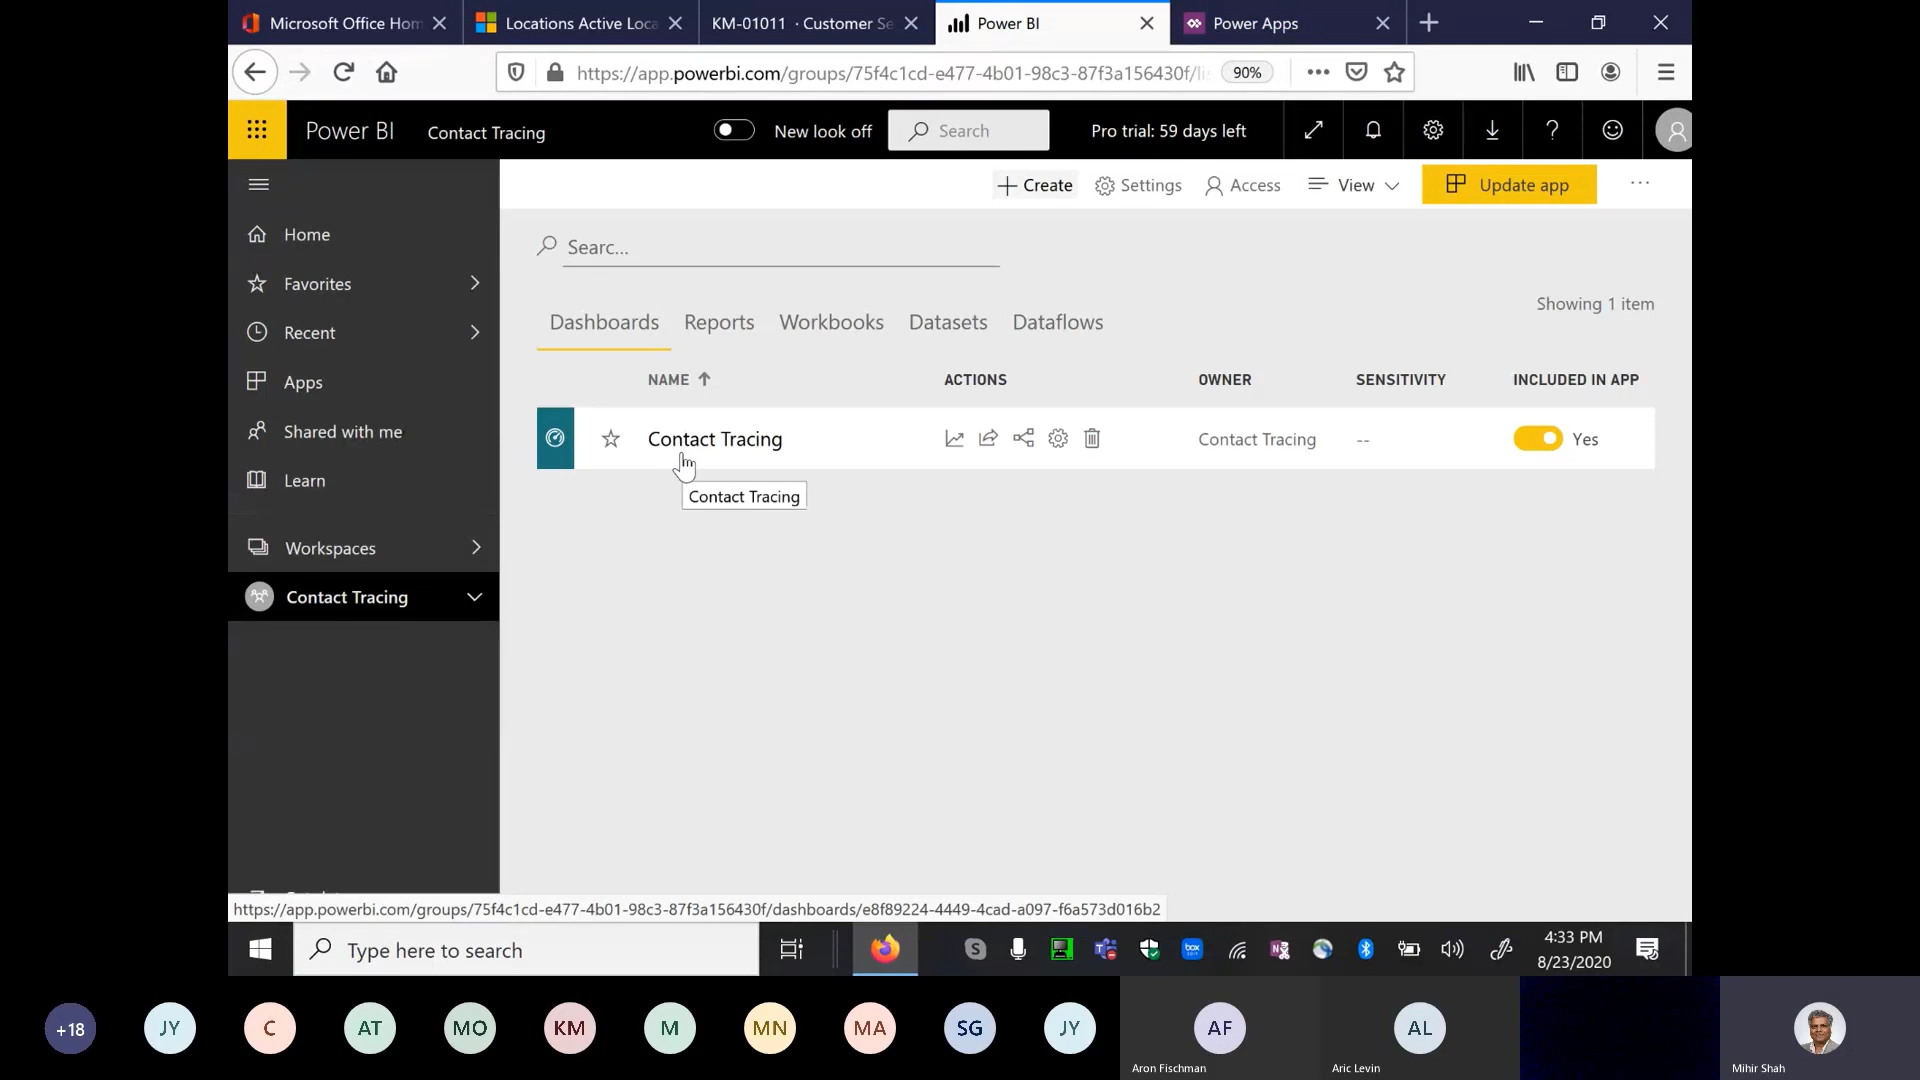 Microsoft Office Hom
Locations Active Loca
KM-01011 · Customer Se
Power BI
Power Apps
https://app.powerbi.com/groups/75f4c1cd-e477-4b01-98c3-87f3a156430f/li
90%
Power BI
Contact Tracing
New look off
Search
Pro trial: 59 days left
Create
Settings
Access
View
Update app
Home
Favorites
Recent
Apps
Shared with me
Learn
Workspaces
Contact Tracing
Searc...
Showing 1 item
Dashboards
Reports
Workbooks
Datasets
Dataflows
NAME
ACTIONS
OWNER
SENSITIVITY
INCLUDED IN APP
Contact Tracing
Contact Tracing
--
Yes
Contact Tracing
https://app.powerbi.com/groups/75f4c1cd-e477-4b01-98c3-87f3a156430f/dashboards/e8f89224-4449-4cad-a097-f6a573d016b2
Type here to search
box
4:33 PM
8/23/2020
+18
JY
C
AT
MO
KM
M
MN
MA
SG
JY
AF
Aron Fischman
AL
Aric Levin
Mihir Shah